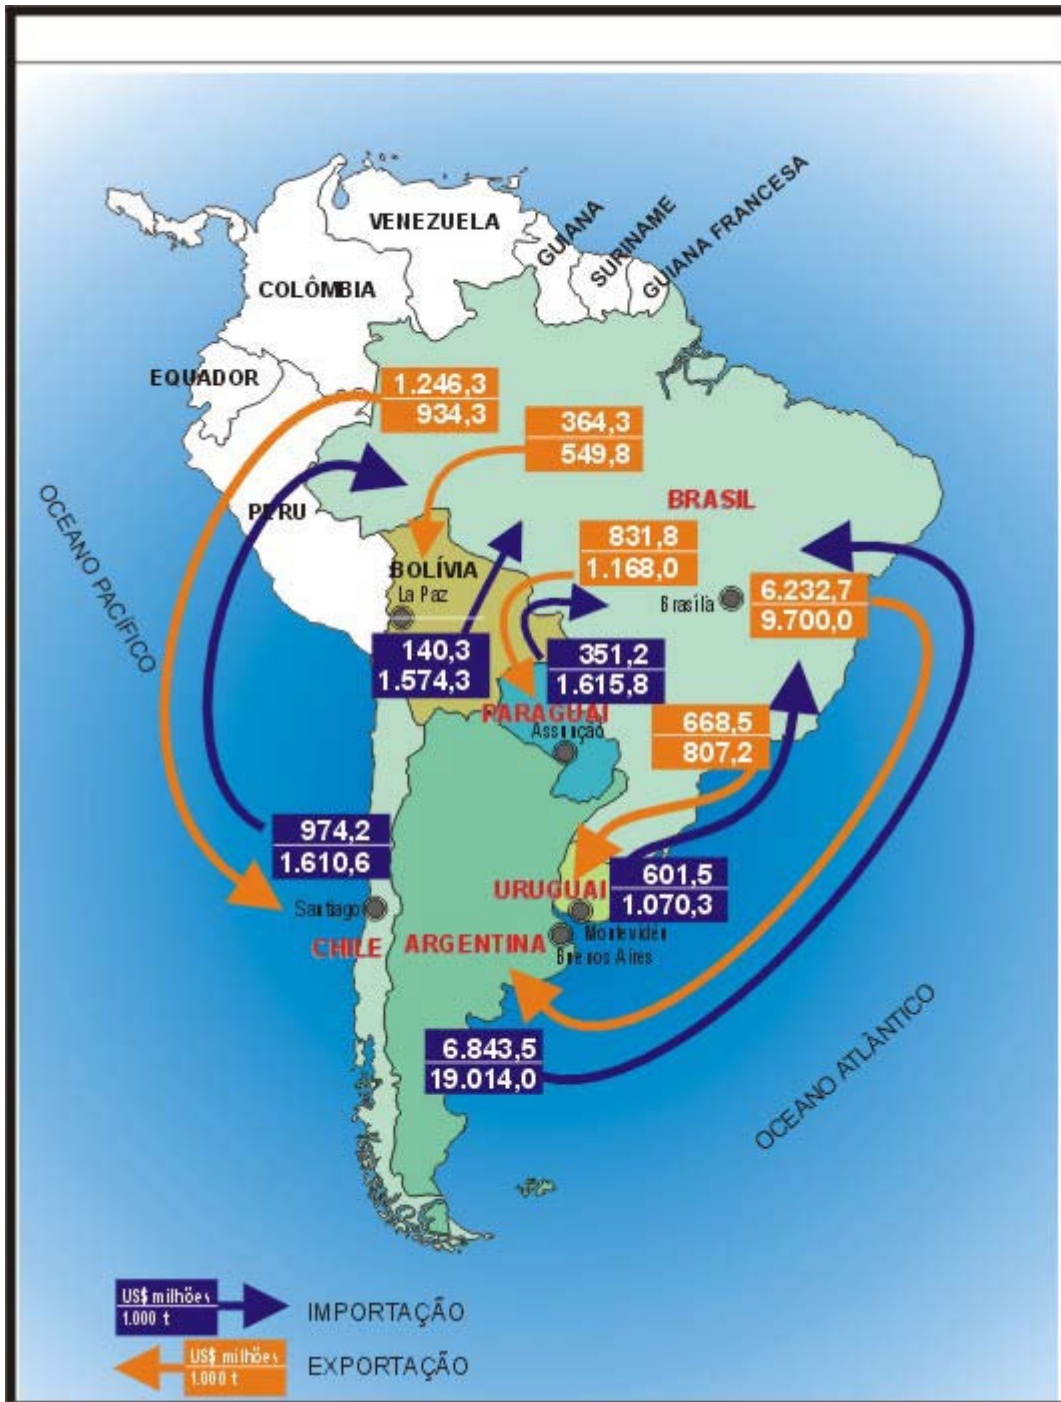 VENEZUELA
GUIANA
SURINAME
GUIANA FRANCESA
COLÔMBIA
EQUADOR
1.246,3
934,3
364,3
549,8
OCEANO PACÍFICO
PERU
BRASIL
BOLÍVIA
La Paz
831,8
1.168,0
Brasília
6.232,7
9.700,0
140,3
1.574,3
351,2
1.615,8
PARAGUAI
Assunção
668,5
807,2
974,2
1.610,6
URUGUAI
601,5
1.070,3
Santiago
CHILE
ARGENTINA
Montevidéu
Buenos Aires
6.843,5
19.014,0
OCEANO ATLÂNTICO
US$ milhões
1.000 t
IMPORTAÇÃO
US$ milhões
1.000 t
EXPORTAÇÃO